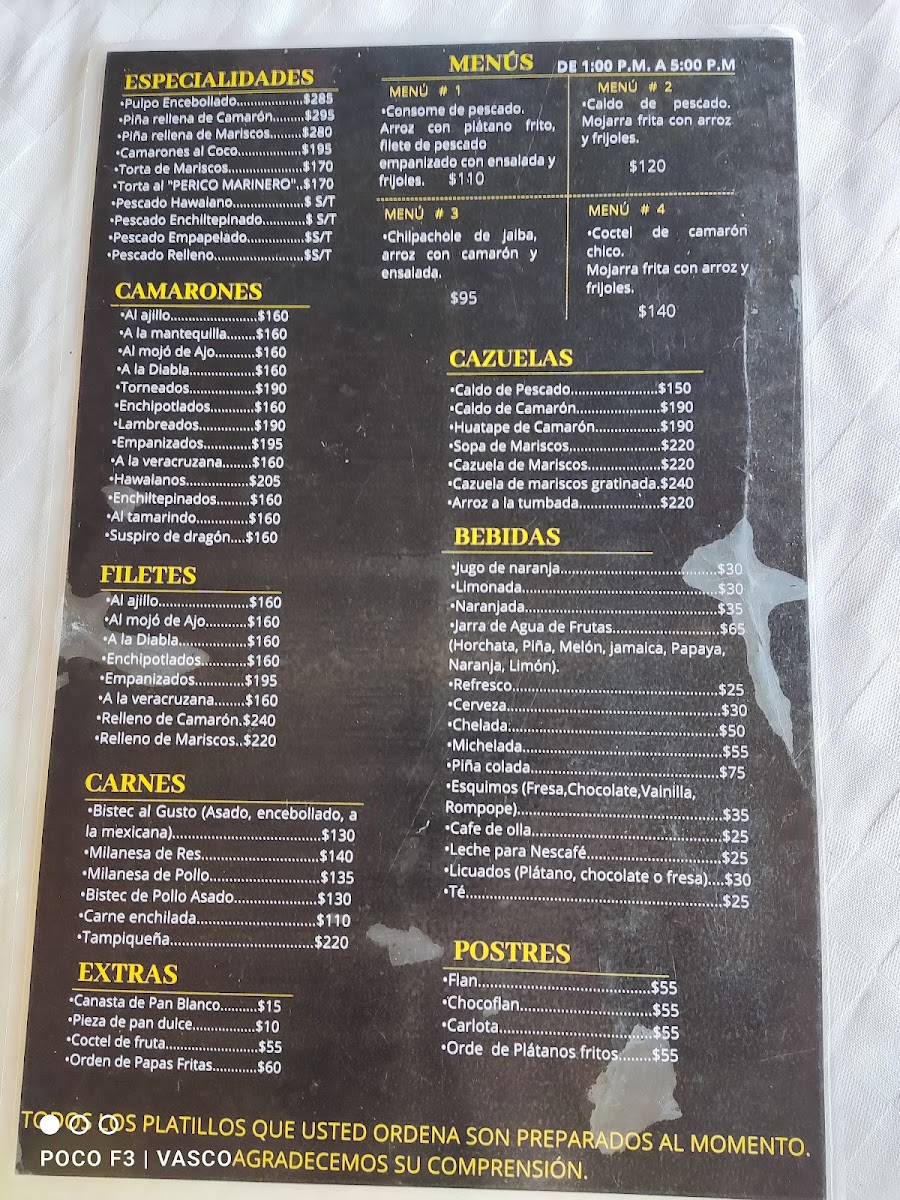 ESPECIALIDADES
•Pulpo Encebollado..................$285
•Piña rellena de Camarón.........$295
•Piña rellena de Mariscos.........$280
•Camarones al Coco.................$195
•Torta de Mariscos....................$170
•Torta al "PERICO MARINERO"..$170
•Pescado Hawaiano...................$ S/T
•Pescado Enchiltepinado............$ S/T
•Pescado Empapelado...............$S/T
•Pescado Relleno........................$S/T
CAMARONES
•Al ajillo......................$160
•A la mantequilla.......$160
•Al mojó de Ajo..........$160
•A la Diabla.................$160
•Torneados.................$190
•Enchipotlados............$160
•Lambreados..............$190
•Empanizados............$195
•A la veracruzana.......$160
•Hawaianos................$205
•Enchiltepinados........$160
•Al tamarindo.............$160
•Suspiro de dragón....$160
FILETES
•Al ajillo.......................$160
•Al mojó de Ajo...........$160
•A la Diabla..................$160
•Enchipotlados............$160
•Empanizados.............$195
•A la veracruzana........$160
•Relleno de Camarón.$240
•Relleno de Mariscos..$220
CARNES
•Bistec al Gusto (Asado, encebollado, a
la mexicana)....................................$130
•Milanesa de Res.............................$140
•Milanesa de Pollo...........................$135
•Bistec de Pollo Asado.....................$130
•Carne enchilada.............................$110
•Tampiqueña...................................$220
EXTRAS
•Canasta de Pan Blanco.........$15
•Pieza de pan dulce...............$10
•Coctel de fruta......................$55
•Orden de Papas Fritas...........$60
MENÚS DE 1:00 P.M. A 5:00 P.M
MENÚ # 1
•Consome de pescado.
Arroz con plátano frito,
filete de pescado
empanizado con ensalada y
frijoles. $110
MENÚ # 2
•Caldo de pescado.
Mojarra frita con arroz
y frijoles.
$120
MENÚ # 3
•Chilpachole de jaiba,
arroz con camarón y
ensalada.
$95
MENÚ # 4
•Coctel de camarón
chico.
Mojarra frita con arroz y
frijoles.
$140
CAZUELAS
•Caldo de Pescado.....................$150
•Caldo de Camarón....................$190
•Huatape de Camarón................$190
•Sopa de Mariscos......................$220
•Cazuela de Mariscos..................$220
•Cazuela de mariscos gratinada.$240
•Arroz a la tumbada....................$220
BEBIDAS
•Jugo de naranja....................................$30
•Limonada.............................................$30
•Naranjada............................................$35
•Jarra de Agua de Frutas.......................$65
(Horchata, Piña, Melón, jamaica, Papaya,
Naranja, Limón).
•Refresco...............................................$25
•Cerveza................................................$30
•Chelada................................................$50
•Michelada............................................$55
•Piña colada..........................................$75
•Esquimos (Fresa,Chocolate,Vainilla,
Rompope)...............................................$35
•Cafe de olla..........................................$25
•Leche para Nescafé..............................$25
•Licuados (Plátano, chocolate o fresa)....$30
•Té.........................................................$25
POSTRES
•Flan..........................................$55
•Chocoflan................................$55
•Carlota.....................................$55
•Orde de Plátanos fritos........$55
TODOS LOS PLATILLOS QUE USTED ORDENA SON PREPARADOS AL MOMENTO.
AGRADECEMOS SU COMPRENSIÓN.
POCO F3 | VASCO